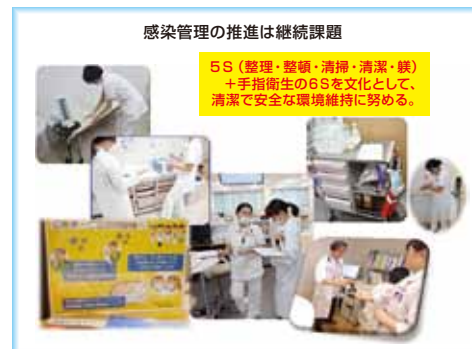 感染管理の推進は継続課題
5S（整理・整頓・清掃・清潔・躾）
＋手指衛生の6Sを文化として、
清潔で安全な環境維持に努める。